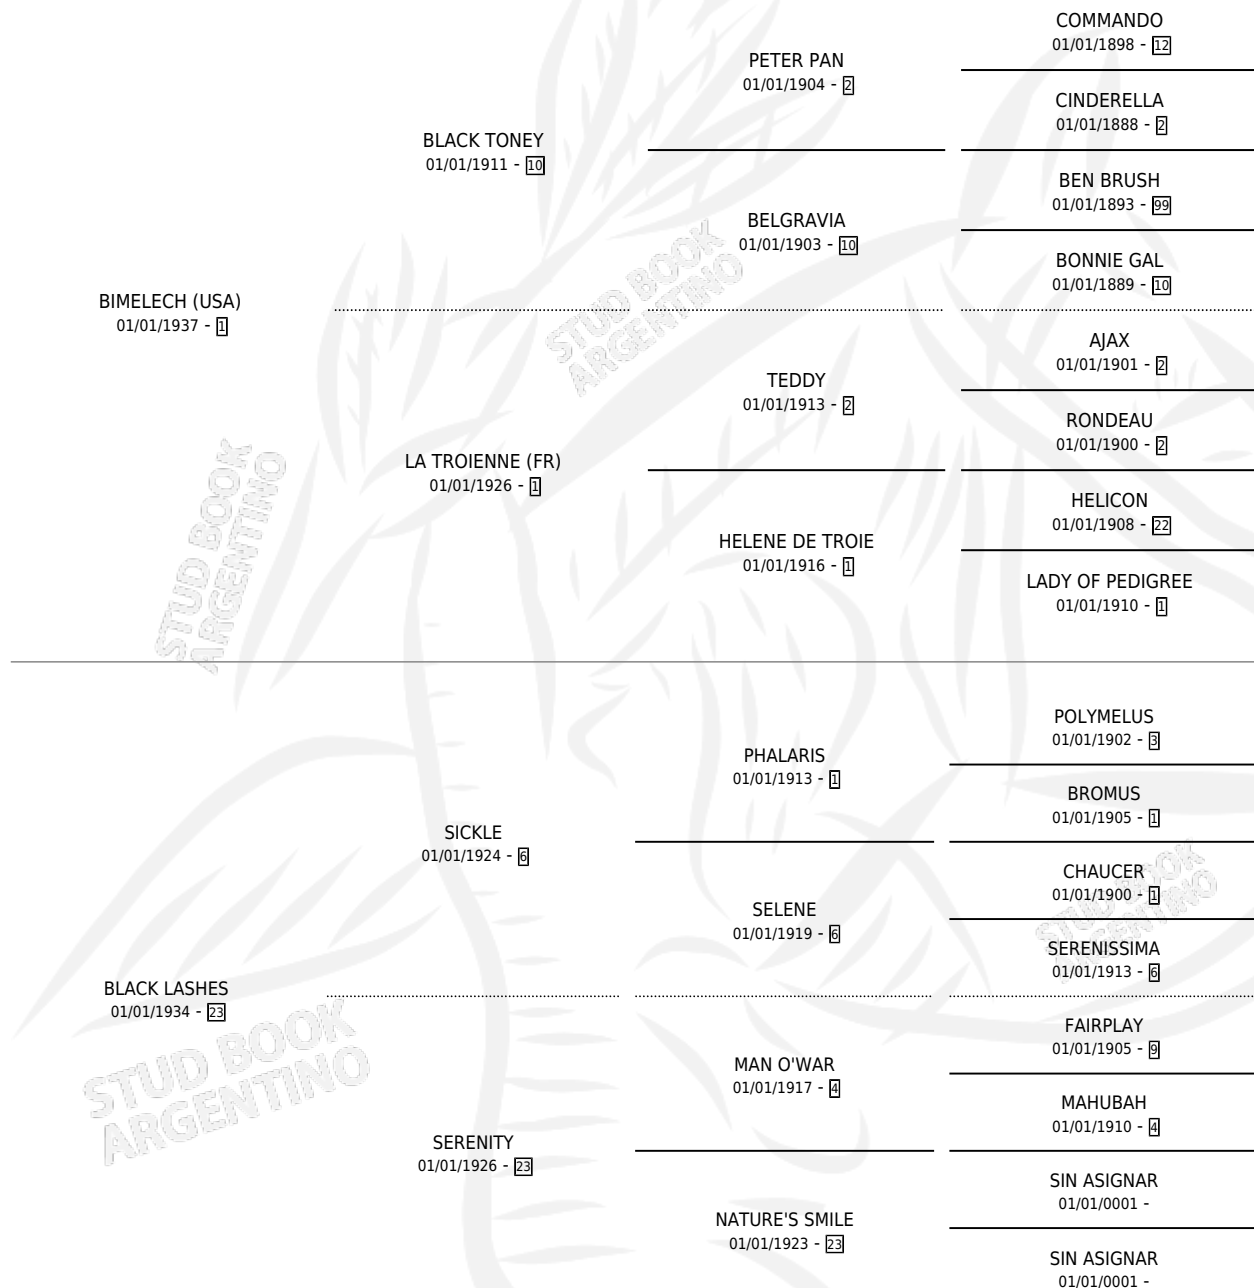 COMMANDO
01/01/1898 - 12
PETER PAN
01/01/1904 - 2
CINDERELLA
01/01/1888 - 2
BLACK TONEY
01/01/1911 - 10
BEN BRUSH
01/01/1893 - 99
BELGRAVIA
01/01/1903 - 10
BONNIE GAL
01/01/1889 - 10
BIMELECH (USA)
01/01/1937 - 1
STUD BOOK
ARGENTINO
AJAX
01/01/1901 - 2
TEDDY
01/01/1913 - 2
RONDEAU
01/01/1900 - 2
LA TROIENNE (FR)
01/01/1926 - 1
HELICON
01/01/1908 - 22
HELENE DE TROIE
01/01/1916 - 1
LADY OF PEDIGREE
01/01/1910 - 1
STUD BOOK
ARGENTINO
POLYMELUS
01/01/1902 - 3
PHALARIS
01/01/1913 - 1
BROMUS
01/01/1905 - 1
SICKLE
01/01/1924 - 6
CHAUCER
01/01/1900 - 1
SELENE
01/01/1919 - 6
SERENISSIMA
01/01/1913 - 6
STUD BOOK
ARGENTINO
BLACK LASHES
01/01/1934 - 23
STUD BOOK
ARGENTINO
FAIRPLAY
01/01/1905 - 9
MAN O'WAR
01/01/1917 - 4
MAHUBAH
01/01/1910 - 4
SERENITY
01/01/1926 - 23
SIN ASIGNAR
01/01/0001 -
NATURE'S SMILE
01/01/1923 - 23
SIN ASIGNAR
01/01/0001 -